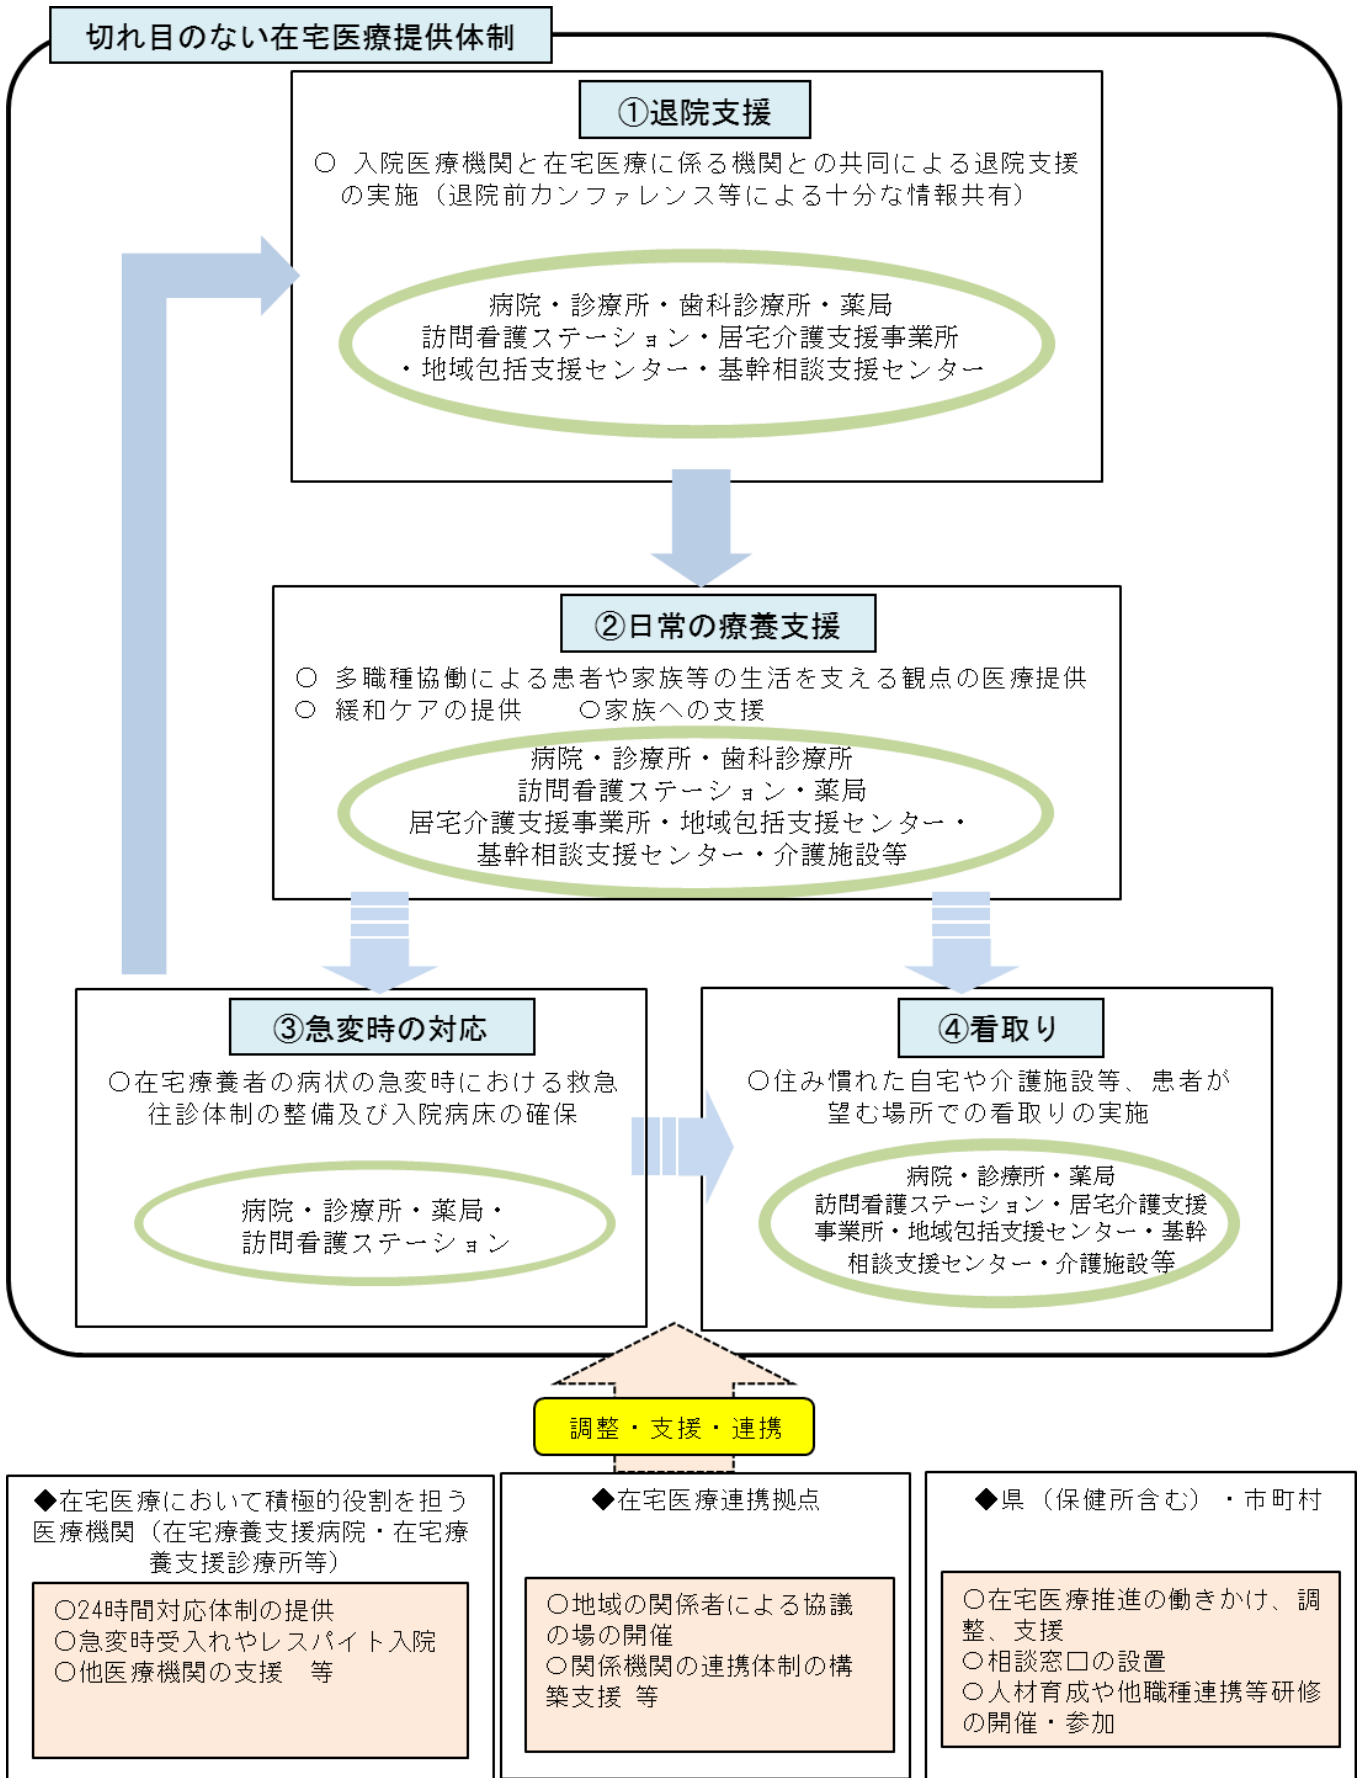 切れ目のない在宅医療提供体制
①退院支援
○ 入院医療機関と在宅医療に係る機関との共同による退院支援
の実施（退院前カンファレンス等による十分な情報共有）
病院・診療所・歯科診療所・薬局
訪問看護ステーション・居宅介護支援事業所
・地域包括支援センター・基幹相談支援センター
②日常の療養支援
○ 多職種協働による患者や家族等の生活を支える観点の医療提供
○ 緩和ケアの提供　　○家族への支援
病院・診療所・歯科診療所
訪問看護ステーション・薬局
居宅介護支援事業所・地域包括支援センター・
基幹相談支援センター・介護施設等
③急変時の対応
○在宅療養者の病状の急変時における救急
往診体制の整備及び入院病床の確保
病院・診療所・薬局・
訪問看護ステーション
④看取り
○住み慣れた自宅や介護施設等、患者が
望む場所での看取りの実施
病院・診療所・薬局
訪問看護ステーション・居宅介護支援
事業所・地域包括支援センター・基幹
相談支援センター・介護施設等
調整・支援・連携
◆在宅医療において積極的役割を担う
医療機関（在宅療養支援病院・在宅療
養支援診療所等）
○24時間対応体制の提供
○急変時受入れやレスパイト入院
○他医療機関の支援　等
◆在宅医療連携拠点
○地域の関係者による協議
の場の開催
○関係機関の連携体制の構
築支援 等
◆県（保健所含む）・市町村
○在宅医療推進の働きかけ、調
整、支援
○相談窓口の設置
○人材育成や他職種連携等研修
の開催・参加